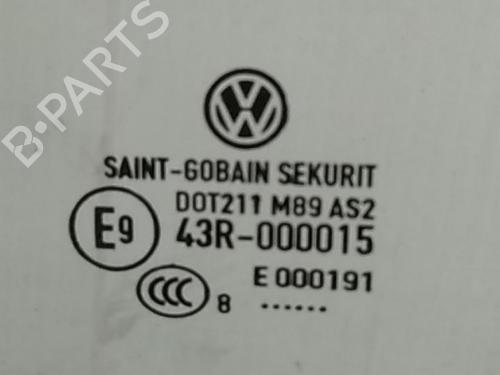 B-PARTS
VW
SAINT-GOBAIN SEKURIT
DOT211 M89 AS2
E9 43R-000015
E 000191
CCC 8 ......